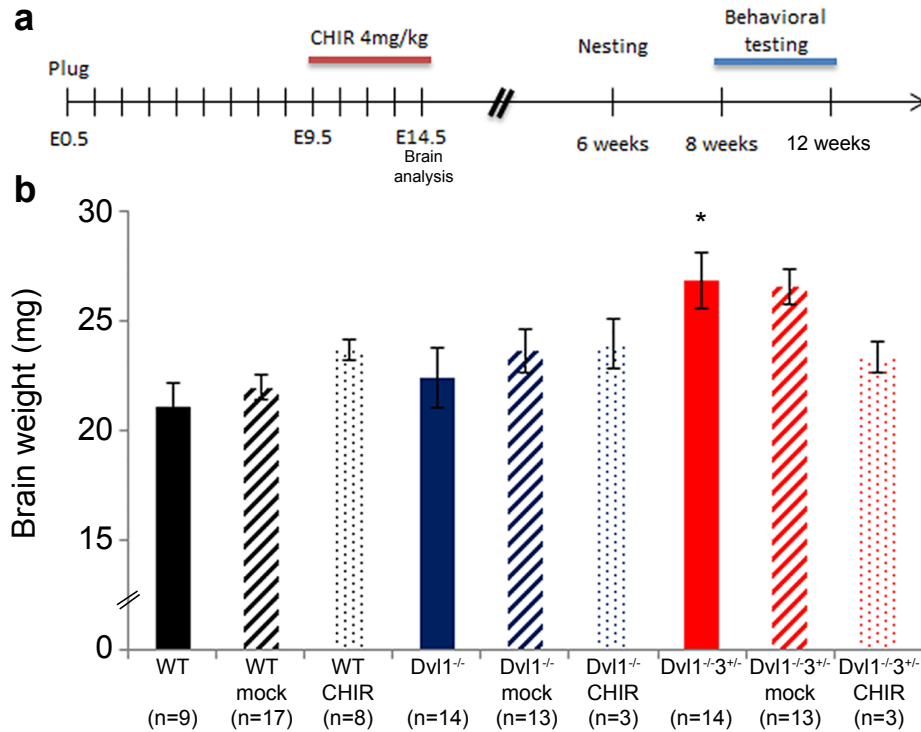 a
CHIR 4mg/kg
Nesting
Behavioral
testing
Plug
E0.5
E9.5
E14.5
Brain
analysis
6 weeks
8 weeks
12 weeks
b
Brain weight (mg)
30
25
20
15
0
*
WT
(n=9)
WT
mock
(n=17)
WT
CHIR
(n=8)
Dvl1-/-
(n=14)
Dvl1-/-
mock
(n=13)
Dvl1-/-
CHIR
(n=3)
Dvl1-/-3+/-
(n=14)
Dvl1-/-3+/-
mock
(n=13)
Dvl1-/-3+/-
CHIR
(n=3)